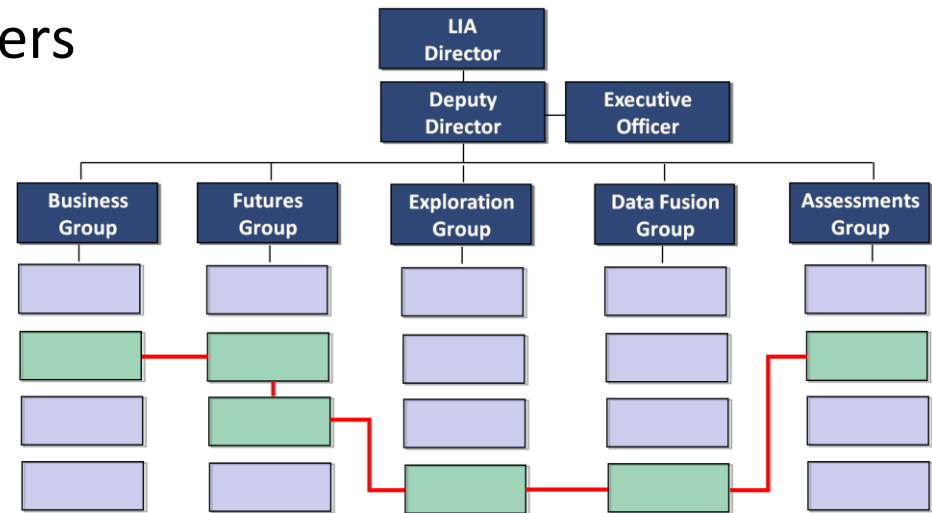 ers
LIA
Director
Deputy
Director
Executive
Officer
Business
Group
Futures
Group
Exploration
Group
Data Fusion
Group
Assessments
Group